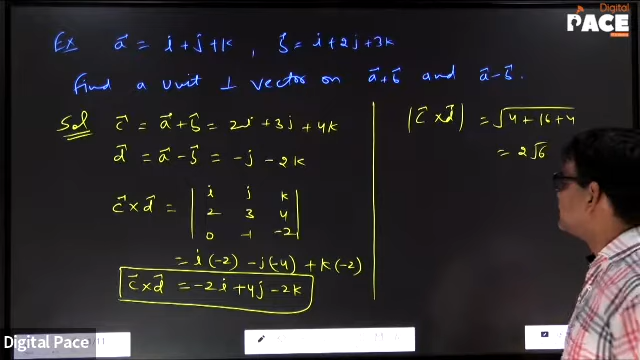 Digital
PACE
Ex a⃗ = i + j + k , b⃗ = i + 2j + 3k
Find a unit ⊥ vector on a⃗+b⃗ and a⃗-b⃗.
Sol c⃗ = a⃗+b⃗ = 2i + 3j + 4k
d⃗ = a⃗-b⃗ = -j - 2k
c⃗ x d⃗ = | i j k |
| 2 3 4 |
| 0 -1 -2 |
= i(-2) - j(-4) + k(-2)
c⃗ x d⃗ = -2i + 4j - 2k
|c⃗ x d⃗| = √4 + 16 + 4
= 2√6
Digital Pace